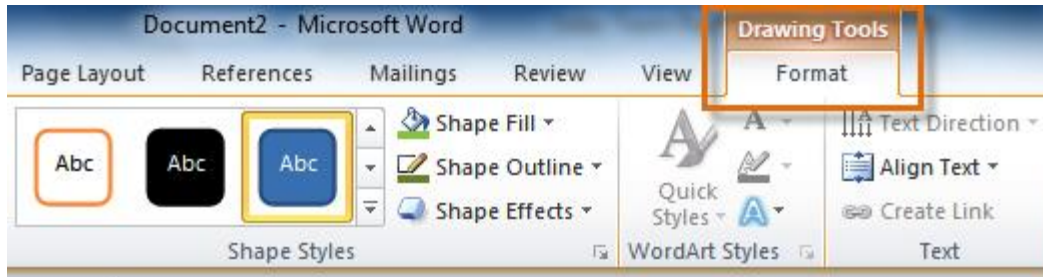 Document2 - Microsoft Word
Drawing Tools
Page Layout References Mailings Review View Format
Abc Abc Abc
Shape Fill
Shape Outline
Shape Effects
Shape Styles
A A
Quick
Styles A
WordArt Styles
Text Direction
Align Text
Create Link
Text